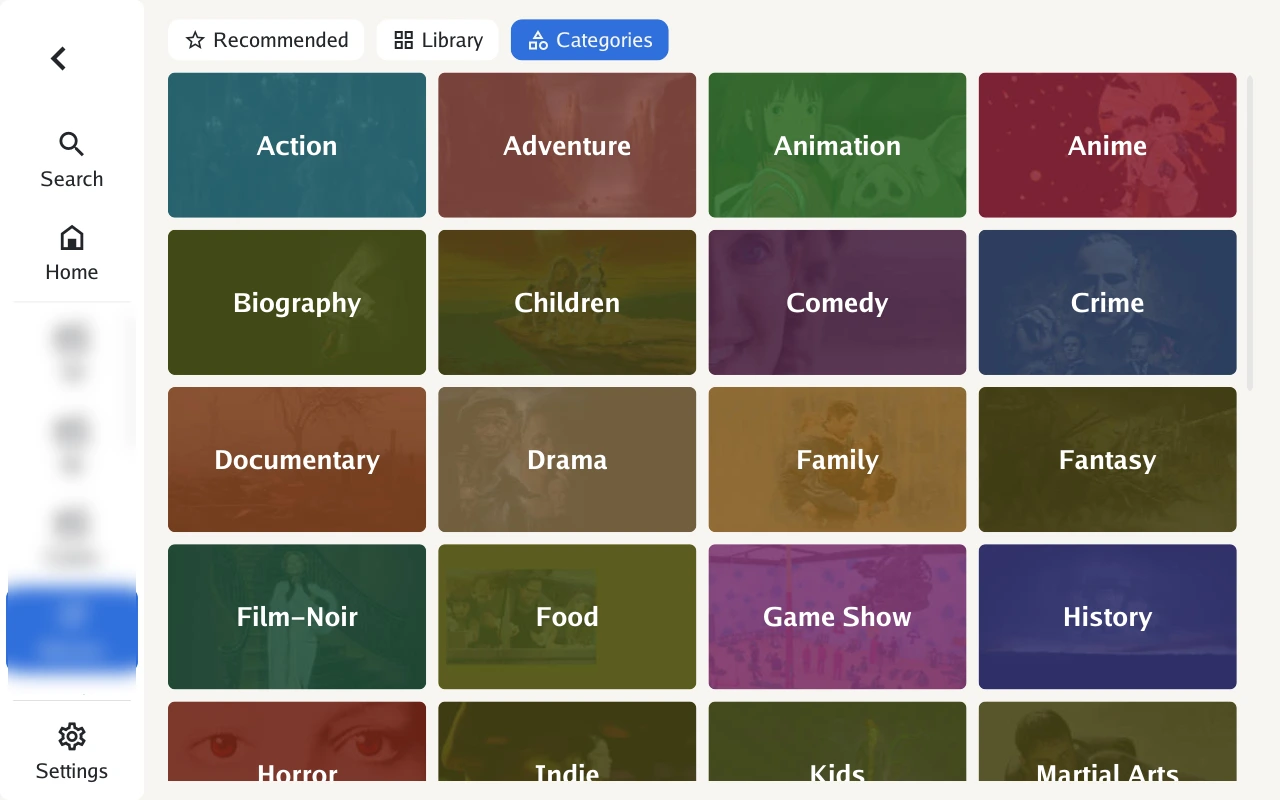 Recommended
Library
Categories
Search
Home
Settings
Action
Adventure
Animation
Anime
Biography
Children
Comedy
Crime
Documentary
Drama
Family
Fantasy
Film-Noir
Food
Game Show
History
Horror
Indie
Kids
Martial Arts